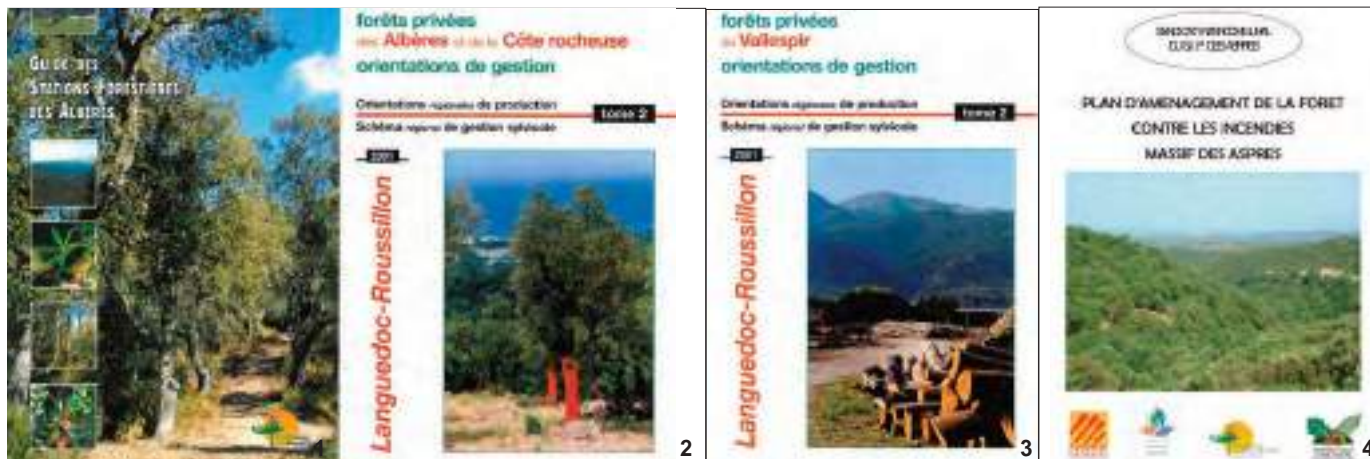 GUIDE DES
STATIONS FORESTIÈRES
DES ALBÈRES
1
forêts privées
des Albères et de la Côte rocheuse
orientations de gestion
Orientations régionales de production
Schéma régional de gestion sylvicole
tome 2
2001
Languedoc-Roussillon
2
forêts privées
du Vallespir
orientations de gestion
Orientations régionales de production
Schéma régional de gestion sylvicole
tome 2
2001
Languedoc-Roussillon
3
PLAN D'AMENAGEMENT DE LA FORET
CONTRE LES INCENDIES
MASSIF DES ASPRES
4